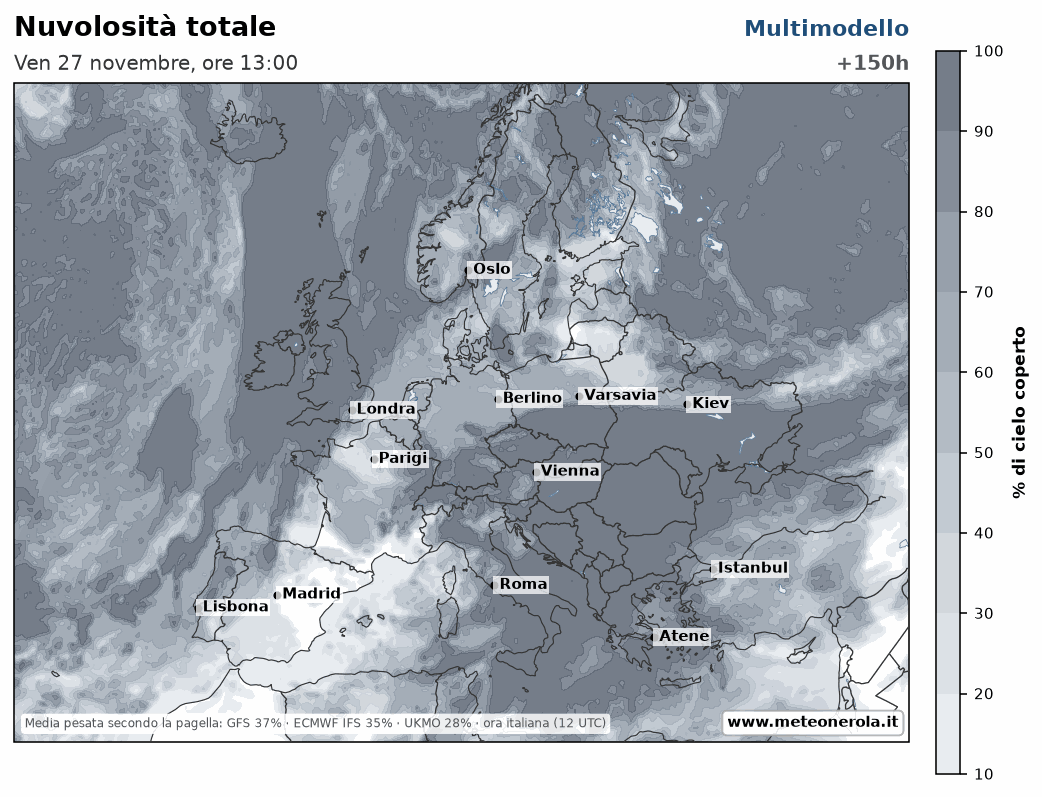 Nuvolosità totale
Multimodello
Ven 27 novembre, ore 13:00
+150h
100
90
80
70
60
50
40
30
20
10
% di cielo coperto
Oslo
Londra
Berlino
Varsavia
Kiev
Parigi
Vienna
Istanbul
Roma
Madrid
Lisbona
Atene
Media pesata secondo la pagella: GFS 37% · ECMWF IFS 35% · UKMO 28% · ora italiana (12 UTC)
www.meteonerola.it